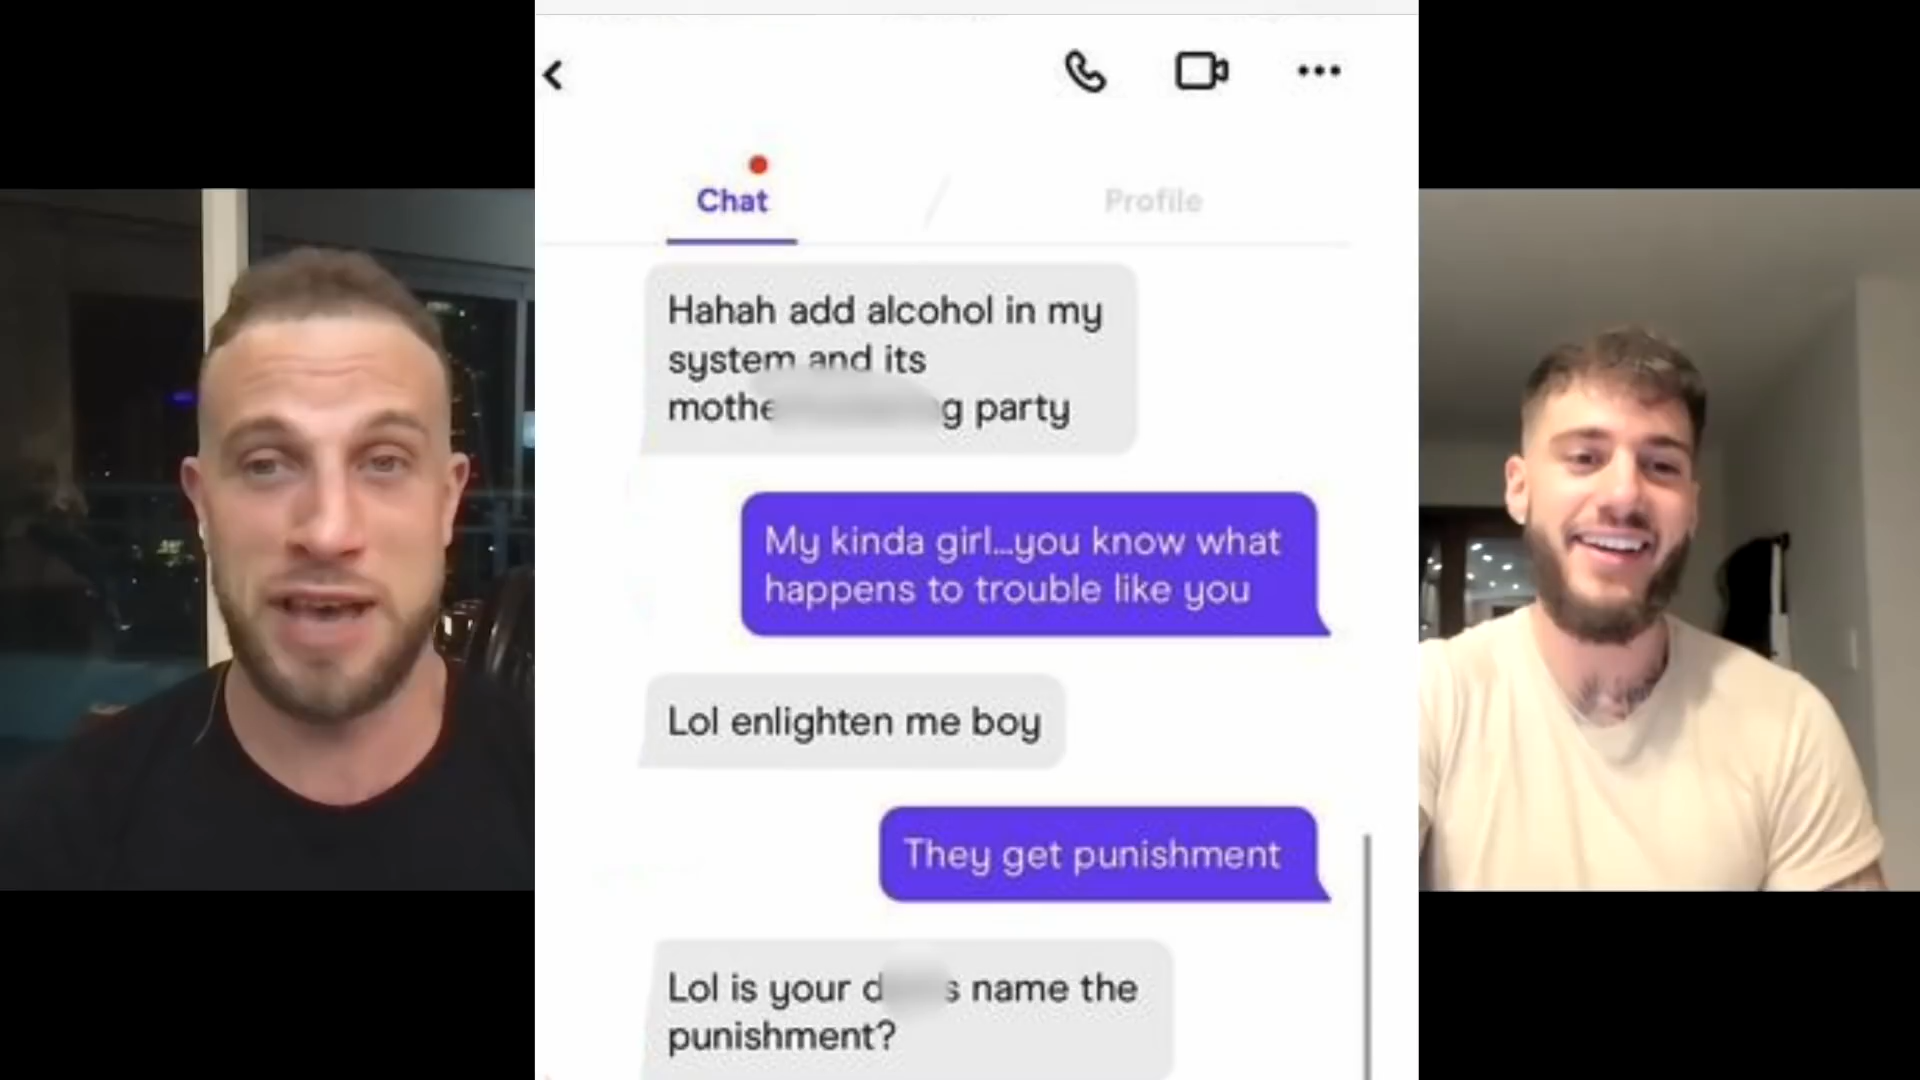 Chat
Profile
Hahah add alcohol in my
system and its
mothe g party
My kinda girl...you know what
happens to trouble like you
Lol enlighten me boy
They get punishment
Lol is your d s name the
punishment?